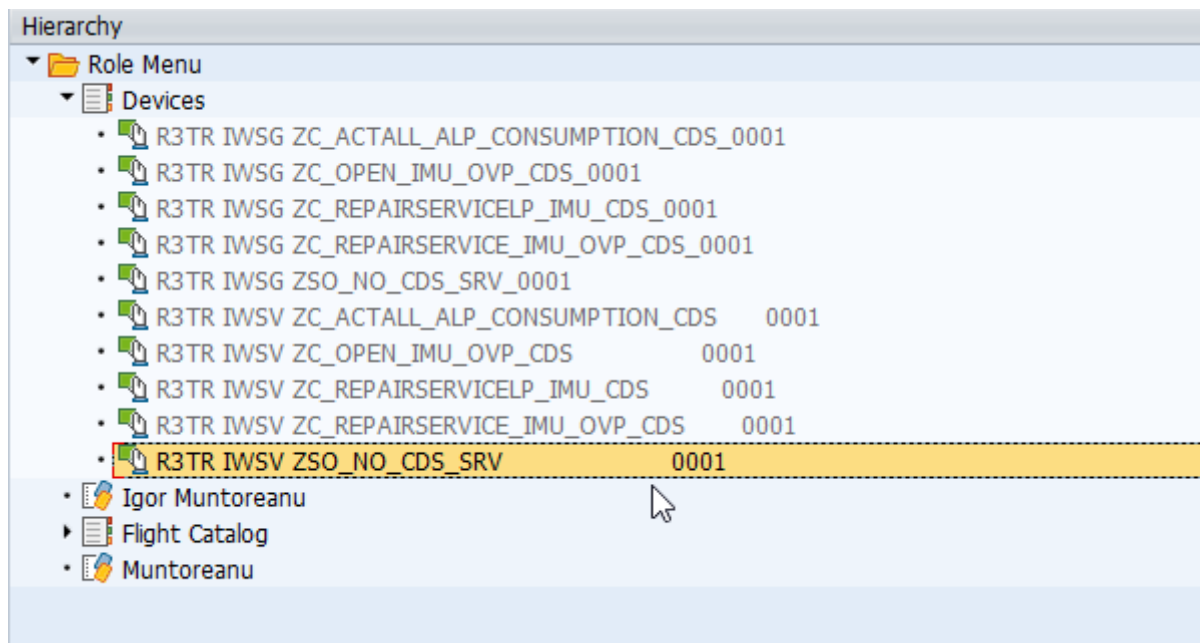 Hierarchy
Role Menu
Devices
R3TR IWSG ZC_ACTALL_ALP_CONSUMPTION_CDS_0001
R3TR IWSG ZC_OPEN_IMU_OVP_CDS_0001
R3TR IWSG ZC_REPAIRSERVICELP_IMU_CDS_0001
R3TR IWSG ZC_REPAIRSERVICE_IMU_OVP_CDS_0001
R3TR IWSG ZSO_NO_CDS_SRV_0001
R3TR IWSV ZC_ACTALL_ALP_CONSUMPTION_CDS 0001
R3TR IWSV ZC_OPEN_IMU_OVP_CDS 0001
R3TR IWSV ZC_REPAIRSERVICELP_IMU_CDS 0001
R3TR IWSV ZC_REPAIRSERVICE_IMU_OVP_CDS 0001
R3TR IWSV ZSO_NO_CDS_SRV 0001
Igor Muntoreanu
Flight Catalog
Muntoreanu